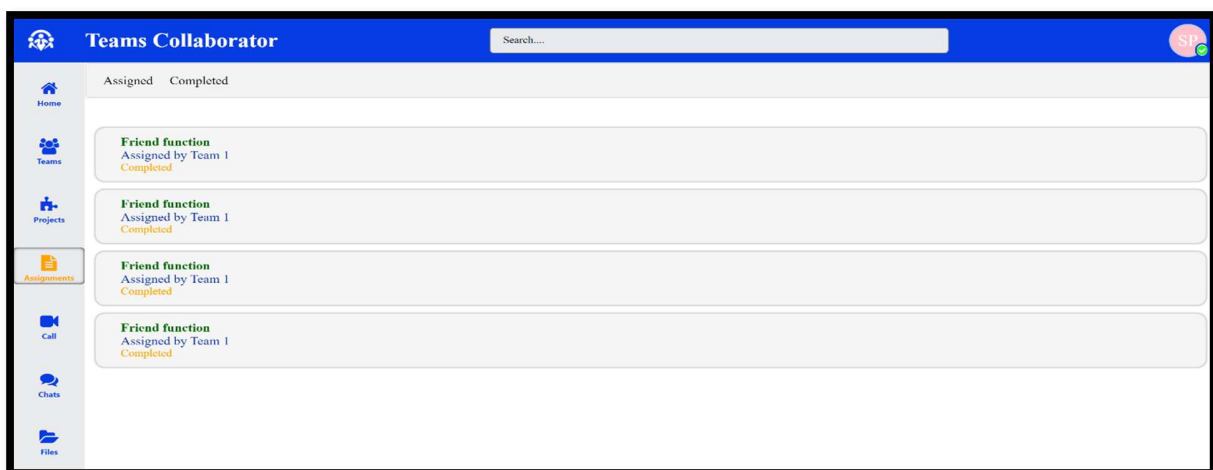 Teams Collaborator
Search....
SP
Home
Teams
Projects
Assignments
Call
Chats
Files
Assigned Completed
Friend function
Assigned by Team 1
Completed
Friend function
Assigned by Team 1
Completed
Friend function
Assigned by Team 1
Completed
Friend function
Assigned by Team 1
Completed